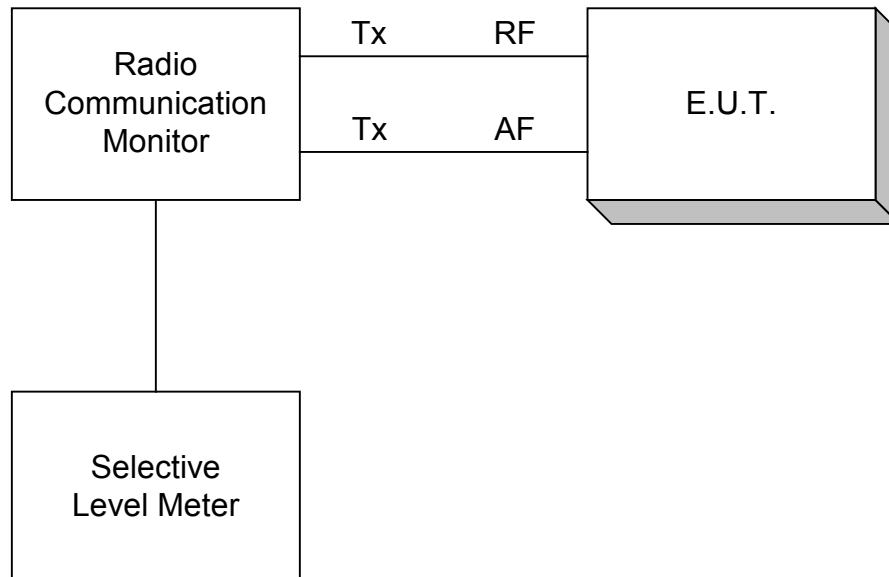 Radio
Communication
Monitor
Tx RF
Tx AF
E.U.T.
Selective
Level Meter